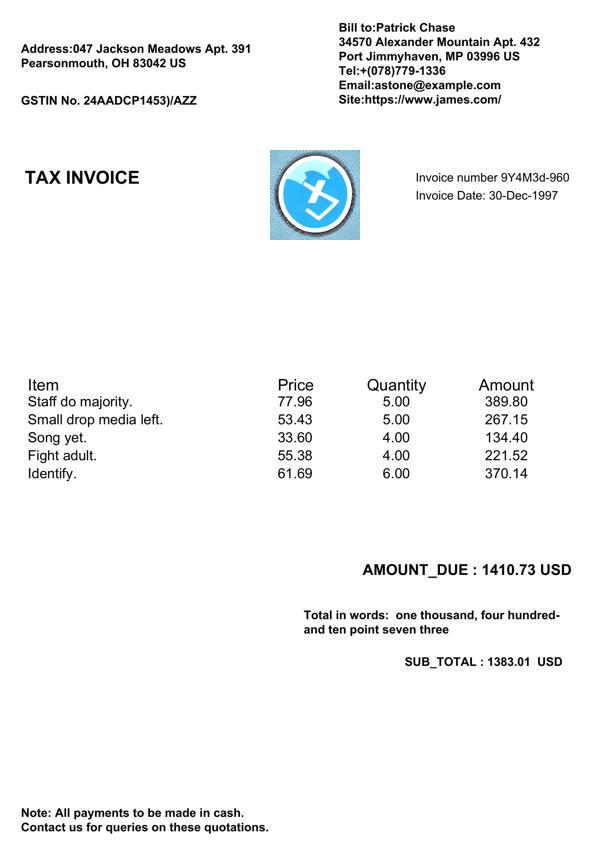 Address:047 Jackson Meadows Apt. 391
Pearsonmouth, OH 83042 US
GSTIN No. 24AADCP1453)/AZZ
Bill to:Patrick Chase
34570 Alexander Mountain Apt. 432
Port Jimmyhaven, MP 03996 US
Tel:+(078)779-1336
Email:astone@example.com
Site:https://www.james.com/
TAX INVOICE
Invoice number 9Y4M3d-960
Invoice Date: 30-Dec-1997
Item Price Quantity Amount
Staff do majority. 77.96 5.00 389.80
Small drop media left. 53.43 5.00 267.15
Song yet. 33.60 4.00 134.40
Fight adult. 55.38 4.00 221.52
Identify. 61.69 6.00 370.14
AMOUNT_DUE : 1410.73 USD
Total in words:  one thousand, four hundred-
and ten point seven three
SUB_TOTAL : 1383.01  USD
Note: All payments to be made in cash.
Contact us for queries on these quotations.